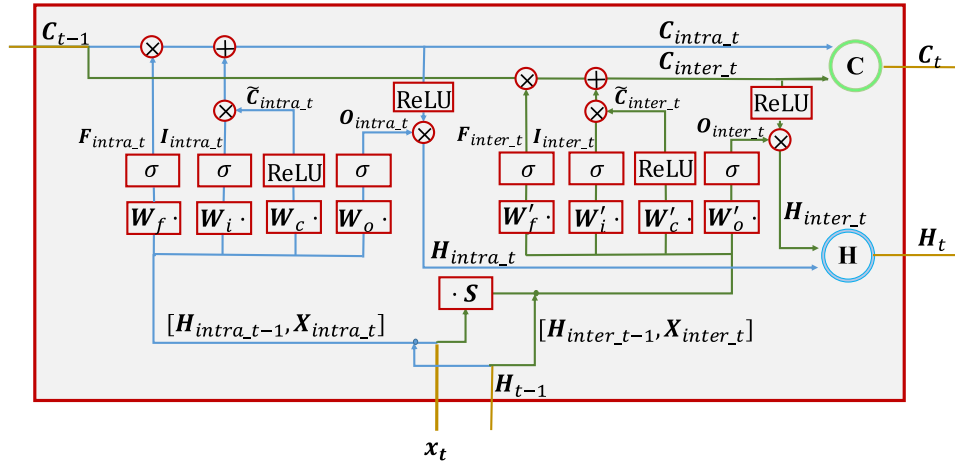 C_{t-1}
C_{intra_t}
C_t
C_{inter_t}
C
ReLU
ReLU
C̃_{intra_t}
C̃_{inter_t}
F_{intra_t} I_{intra_t}
O_{intra_t}
F_{inter_t} I_{inter_t}
O_{inter_t}
σ σ ReLU σ
σ σ ReLU σ
W_f · W_i · W_c · W_o ·
W'_f · W'_i · W'_c · W'_o ·
H_{inter_t}
H_t
H_{intra_t}
H
· S
[H_{intra_t-1}, X_{intra_t}]
[H_{inter_t-1}, X_{inter_t}]
H_{t-1}
x_t